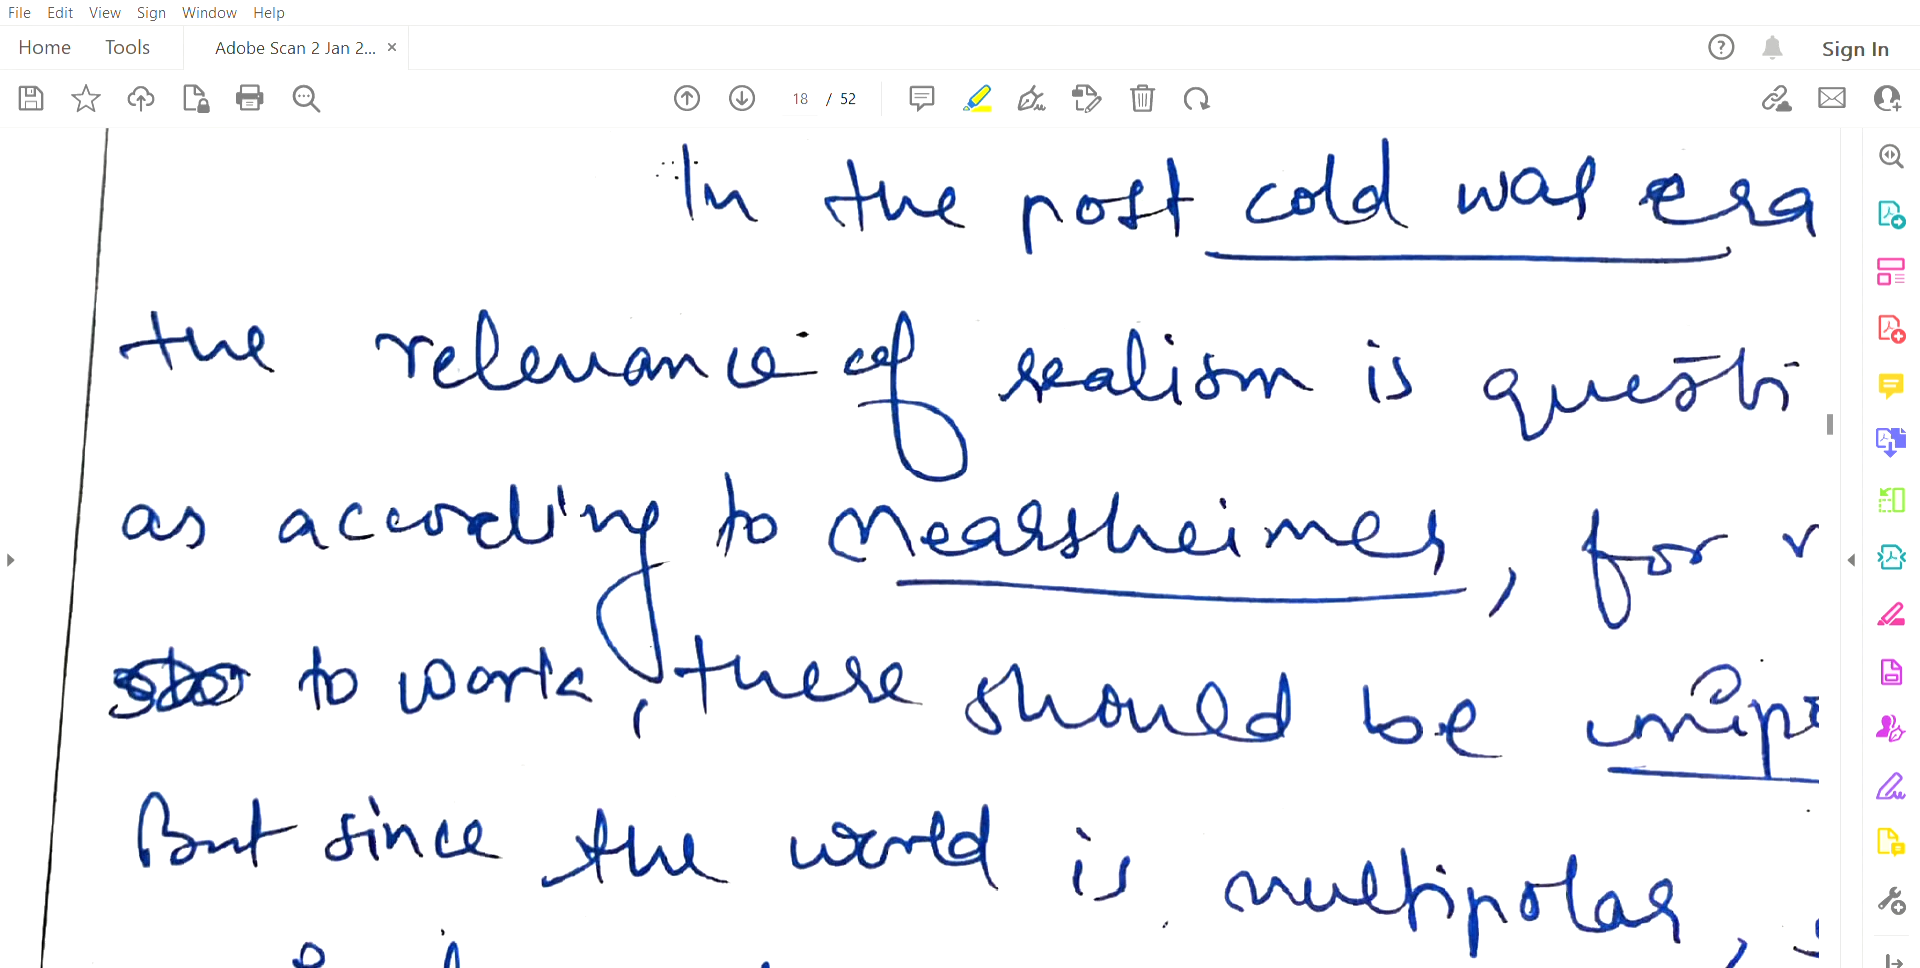 File Edit View Sign Window Help
Home Tools Adobe Scan 2 Jan 2... × Sign In
18 / 52
In the post cold war era
the relevance of realism is questi
as according to Mearsheimer, for r
to work, there should be unip
But since the world is multipolar,